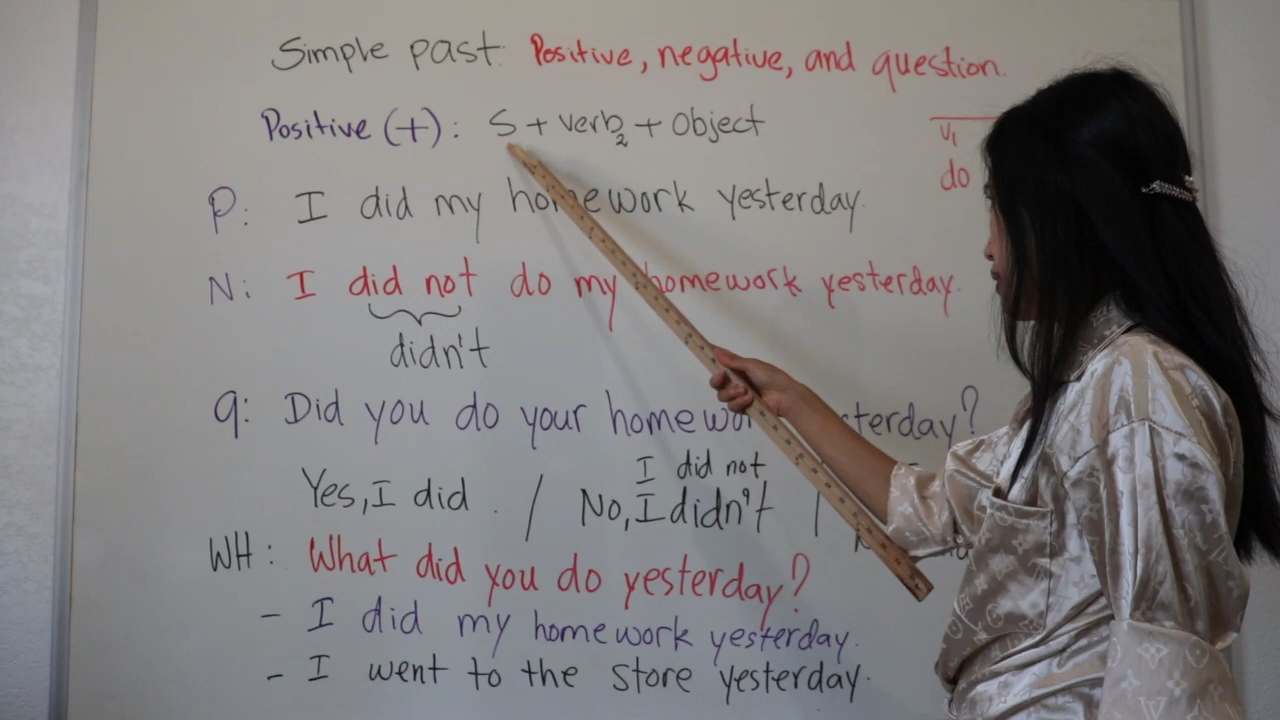 Simple past: Positive, negative, and question.
Positive (+): S + verb₂ + Object
V₁
do
P: I did my homework yesterday.
N: I did not do my homework yesterday.
didn't
Q: Did you do your homewor terday?
I did not
Yes, I did. / No, I didn't /
WH: What did you do yesterday?
- I did my homework yesterday.
- I went to the store yesterday.